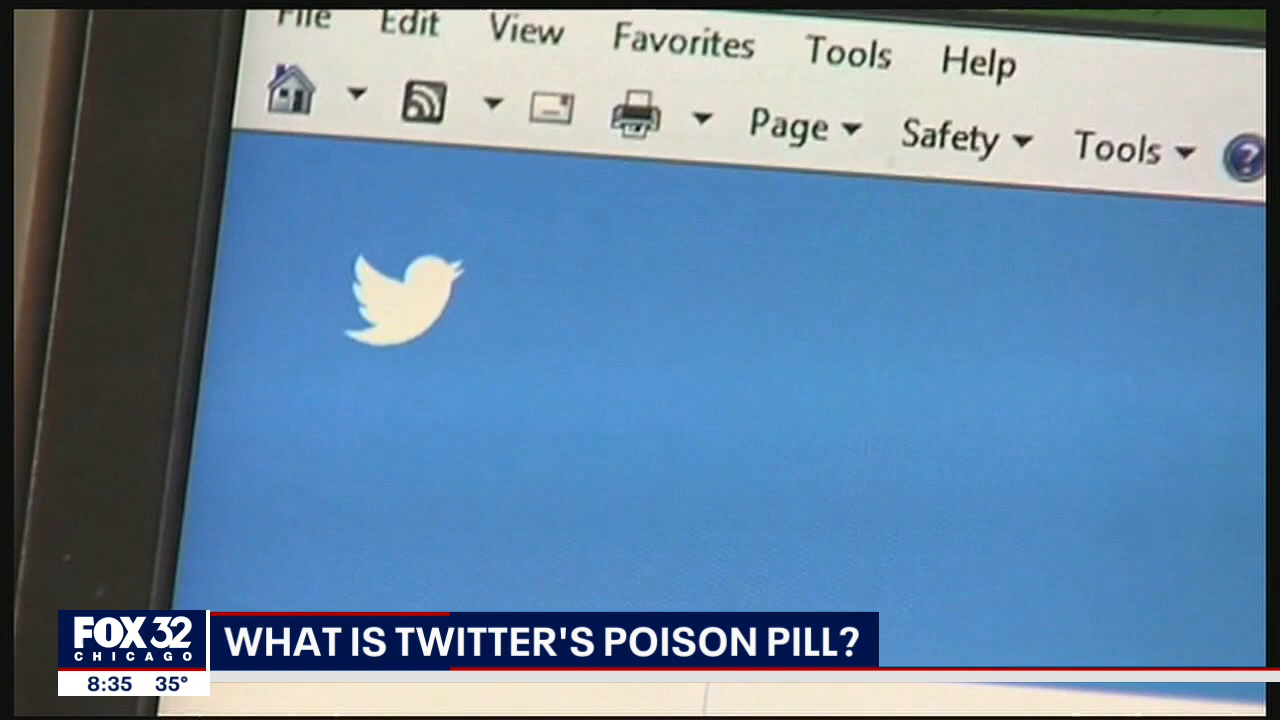 File Edit View Favorites Tools Help
Page Safety Tools ?
FOX 32
CHICAGO
WHAT IS TWITTER'S POISON PILL?
8:35 35°